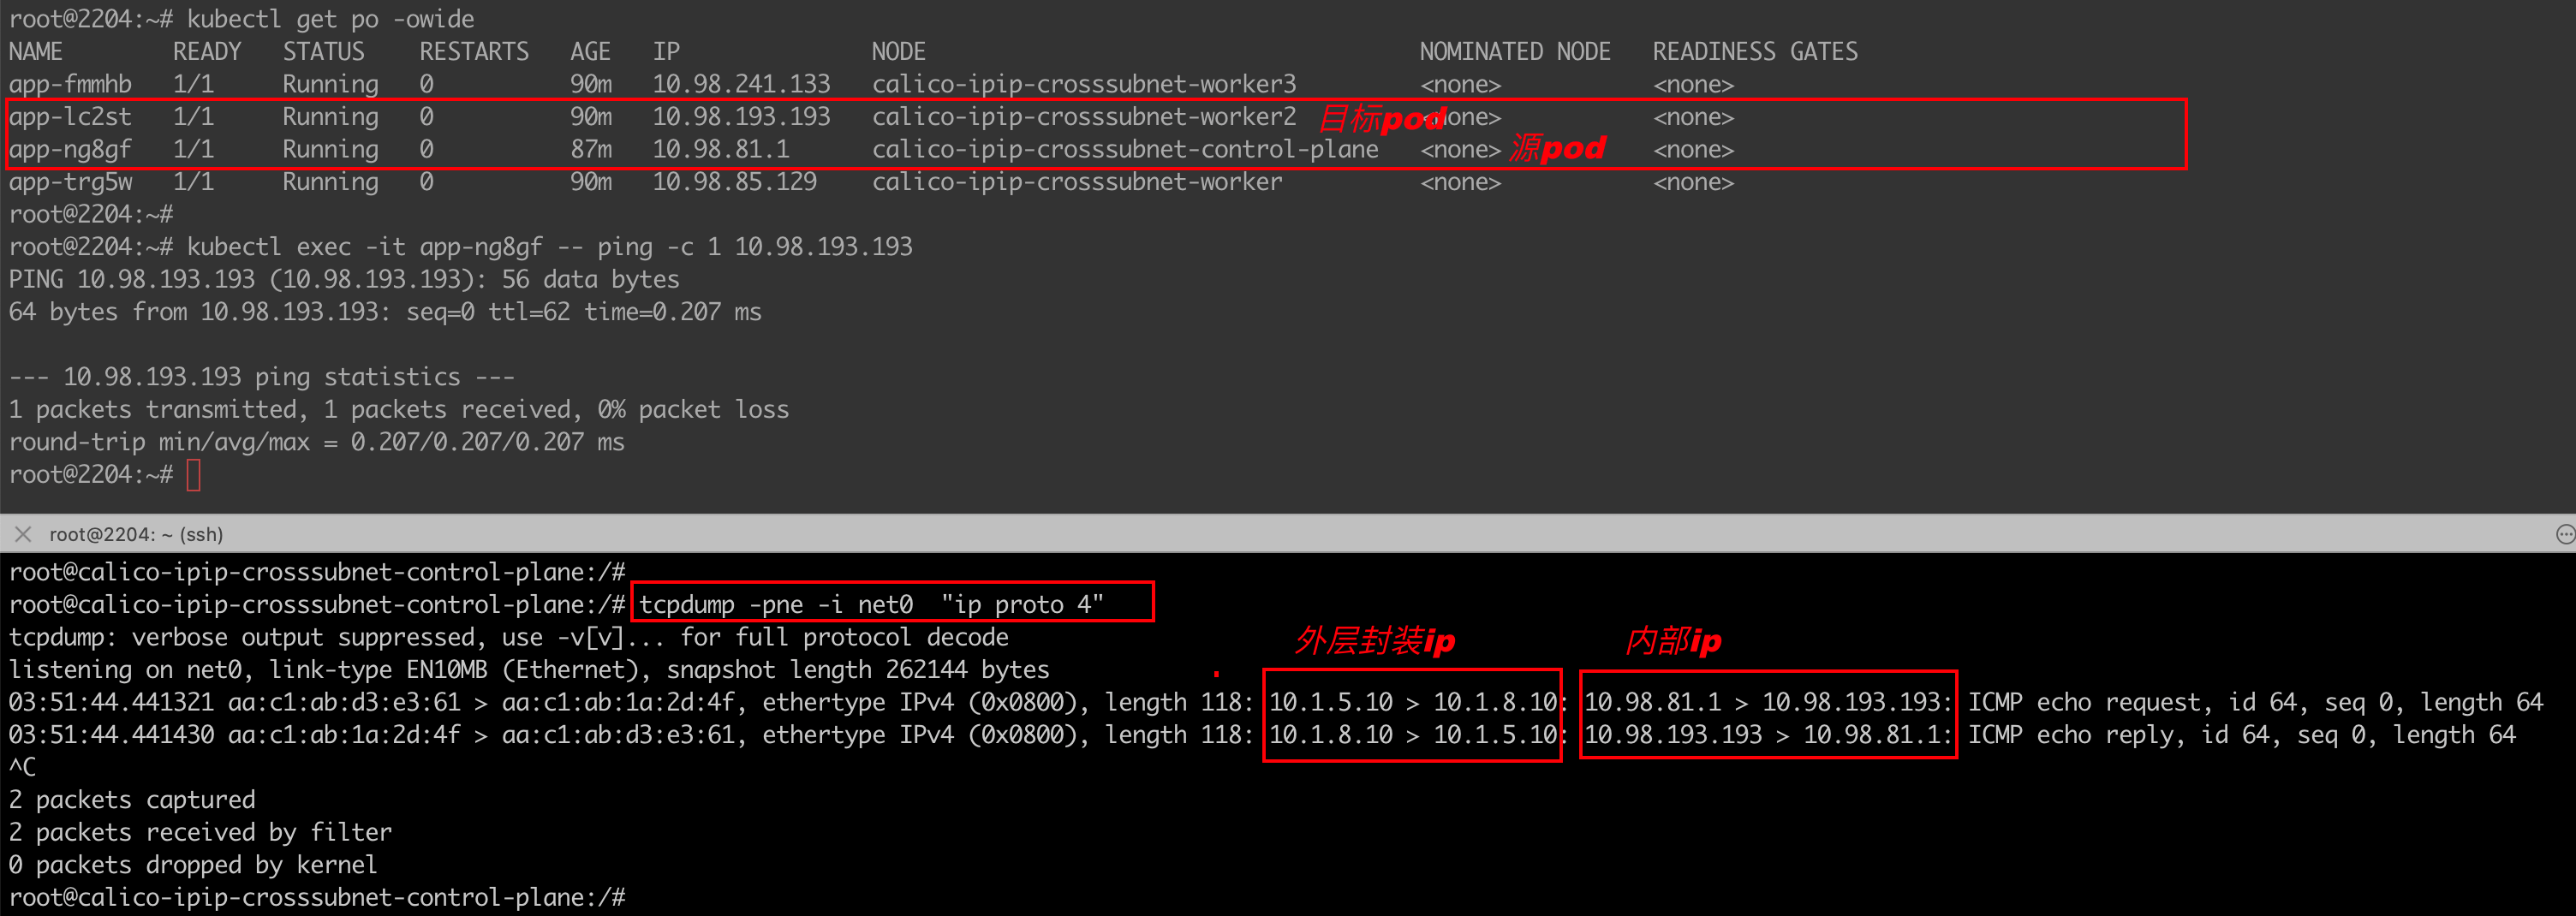 root@2204:~# kubectl get po -owide
NAME READY STATUS RESTARTS AGE IP NODE NOMINATED NODE READINESS GATES
app-fmmhb 1/1 Running 0 90m 10.98.241.133 calico-ipip-crosssubnet-worker3 <none> <none>
app-lc2st 1/1 Running 0 90m 10.98.193.193 calico-ipip-crosssubnet-worker2 目标pod <none> <none>
app-ng8gf 1/1 Running 0 87m 10.98.81.1 calico-ipip-crosssubnet-control-plane <none> 源pod <none>
app-trg5w 1/1 Running 0 90m 10.98.85.129 calico-ipip-crosssubnet-worker <none> <none>
root@2204:~#
root@2204:~# kubectl exec -it app-ng8gf -- ping -c 1 10.98.193.193
PING 10.98.193.193 (10.98.193.193): 56 data bytes
64 bytes from 10.98.193.193: seq=0 ttl=62 time=0.207 ms
--- 10.98.193.193 ping statistics ---
1 packets transmitted, 1 packets received, 0% packet loss
round-trip min/avg/max = 0.207/0.207/0.207 ms
root@2204:~#
root@2204: ~ (ssh)
root@calico-ipip-crosssubnet-control-plane:/#
root@calico-ipip-crosssubnet-control-plane:/# tcpdump -pne -i net0 "ip proto 4"
tcpdump: verbose output suppressed, use -v[v]... for full protocol decode
外层封装ip 内部ip
listening on net0, link-type EN10MB (Ethernet), snapshot length 262144 bytes
03:51:44.441321 aa:c1:ab:d3:e3:61 > aa:c1:ab:1a:2d:4f, ethertype IPv4 (0x0800), length 118: 10.1.5.10 > 10.1.8.10: 10.98.81.1 > 10.98.193.193: ICMP echo request, id 64, seq 0, length 64
03:51:44.441430 aa:c1:ab:1a:2d:4f > aa:c1:ab:d3:e3:61, ethertype IPv4 (0x0800), length 118: 10.1.8.10 > 10.1.5.10: 10.98.193.193 > 10.98.81.1: ICMP echo reply, id 64, seq 0, length 64
^C
2 packets captured
2 packets received by filter
0 packets dropped by kernel
root@calico-ipip-crosssubnet-control-plane:/#